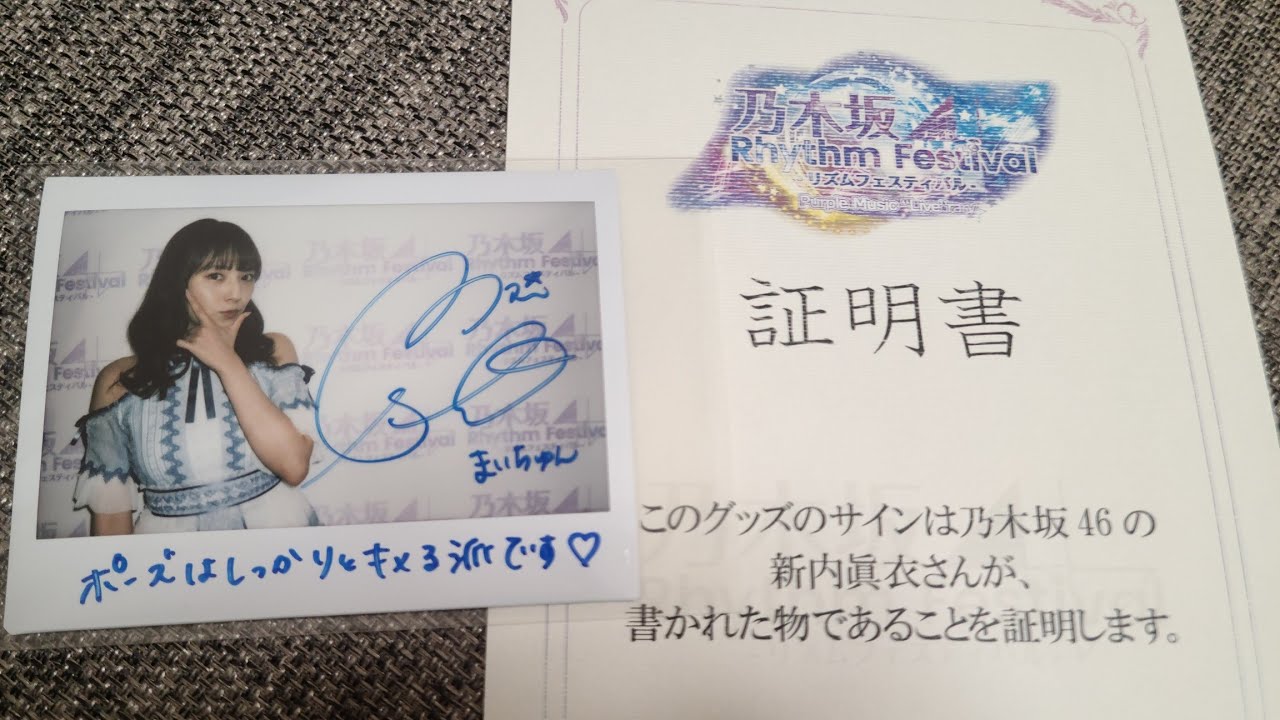 まいちゅん
ポーズはしっかりとキメる派です♡
乃木坂
Rhythm Festival
-リズムフェスティバル-
Purple Music "Live"rary
証明書
このグッズのサインは乃木坂46の
新内眞衣さんが、
書かれた物であることを証明します。